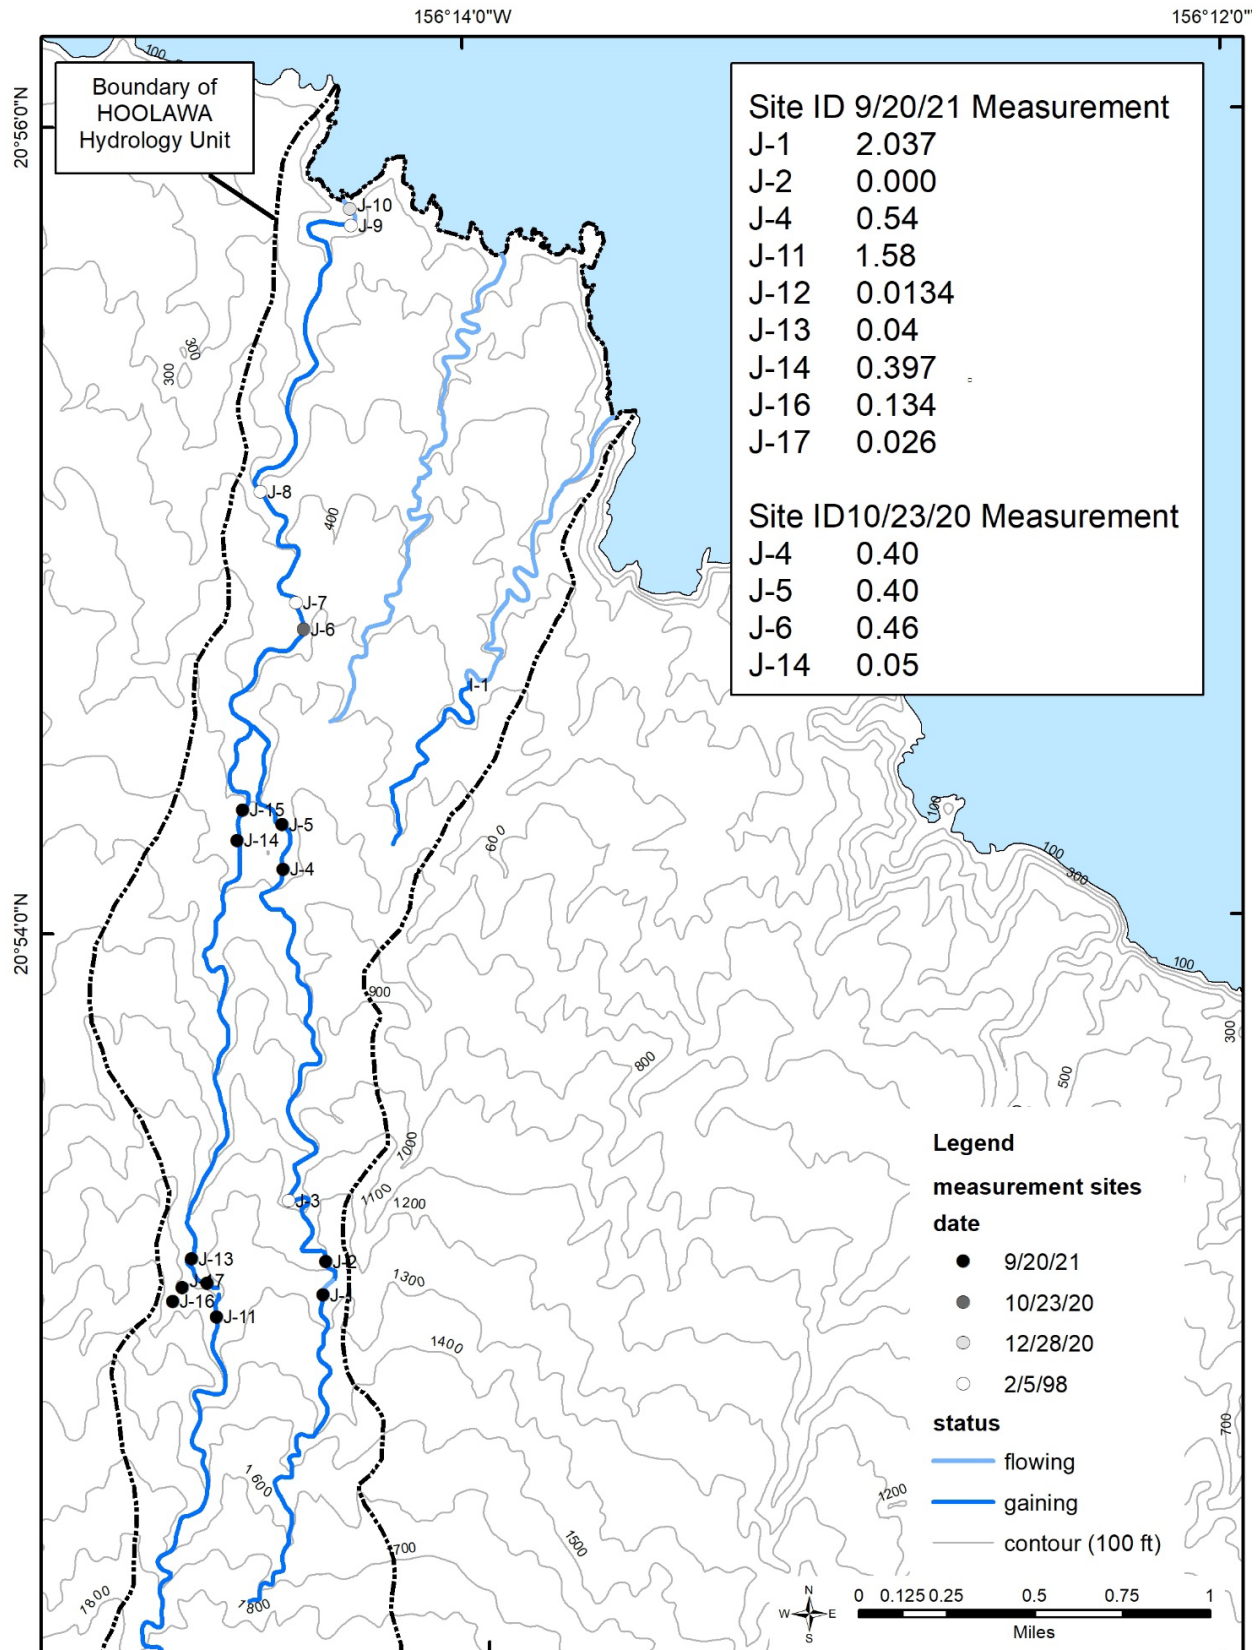 156°14'0"W
156°12'0"
20°56'0"N
20°54'0"N
100
Boundary of
HOOLAWA
Hydrology Unit
Site ID 9/20/21 Measurement
J-1 2.037
J-2 0.000
J-4 0.54
J-11 1.58
J-12 0.0134
J-13 0.04
J-14 0.397
J-16 0.134
J-17 0.026
Site ID10/23/20 Measurement
J-4 0.40
J-5 0.40
J-6 0.46
J-14 0.05
J-10
J-9
300
300
J-8
400
J-7
J-6
I-1
J-15
J-5
J-14
J-4
600
100
100
300
100
300
900
800
500
1000
1100
1200
J-3
J-13
J-2
J-16
J-11
1300
1400
1600
1500
700
1800
1800
1200
700
Legend
measurement sites
date
9/20/21
10/23/20
12/28/20
2/5/98
status
flowing
gaining
contour (100 ft)
N
W E
S
0 0.125 0.25 0.5 0.75 1
Miles